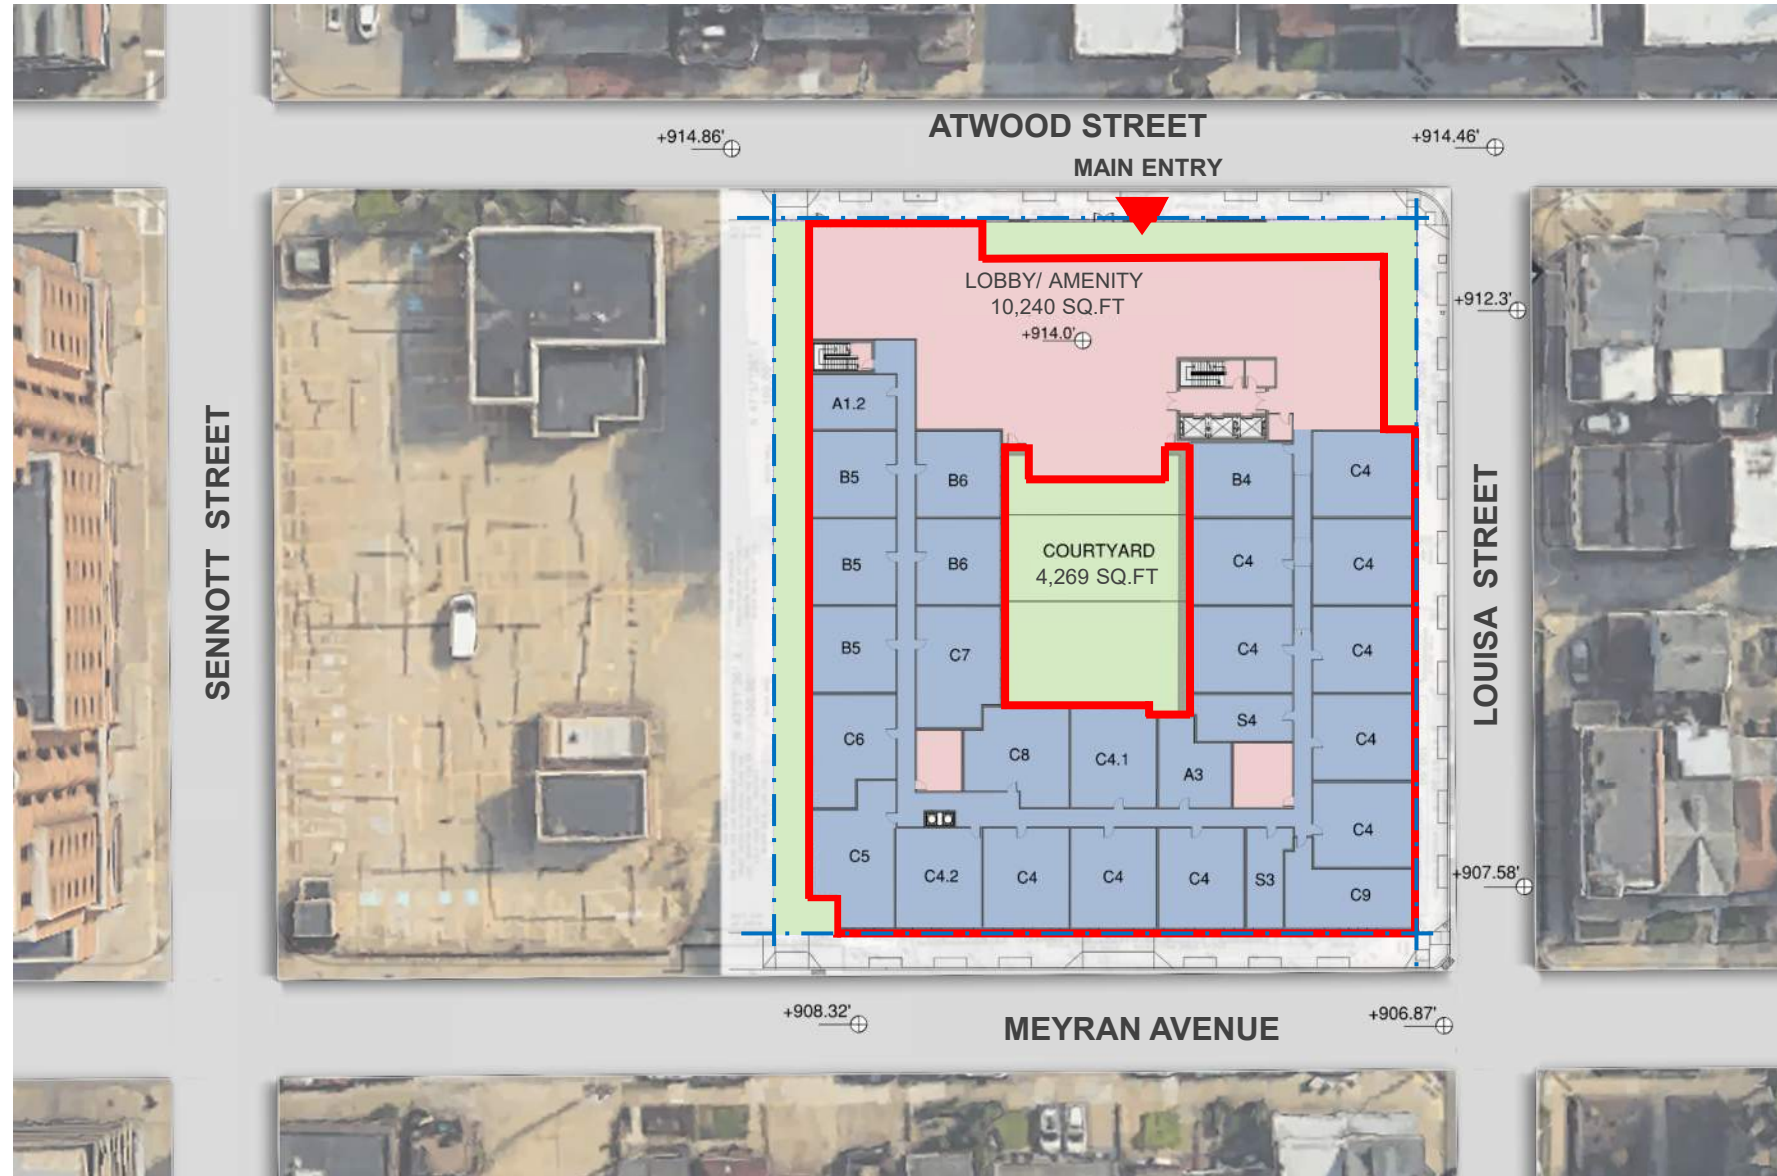 ATWOOD STREET
+914.86'
+914.46'
MAIN ENTRY
LOBBY/ AMENITY
10,240 SQ.FT
+914.0'
+912.3'
A1.2
B5
B6
B4
C4
SENNOTT STREET
LOUISA STREET
COURTYARD
4,269 SQ.FT
B5
B6
C4
C4
B5
C7
C4
C4
S4
C6
C8
C4.1
A3
C4
C4
C5
C4.2
C4
C4
C4
S3
C9
+907.58'
+908.32'
MEYRAN AVENUE
+906.87'